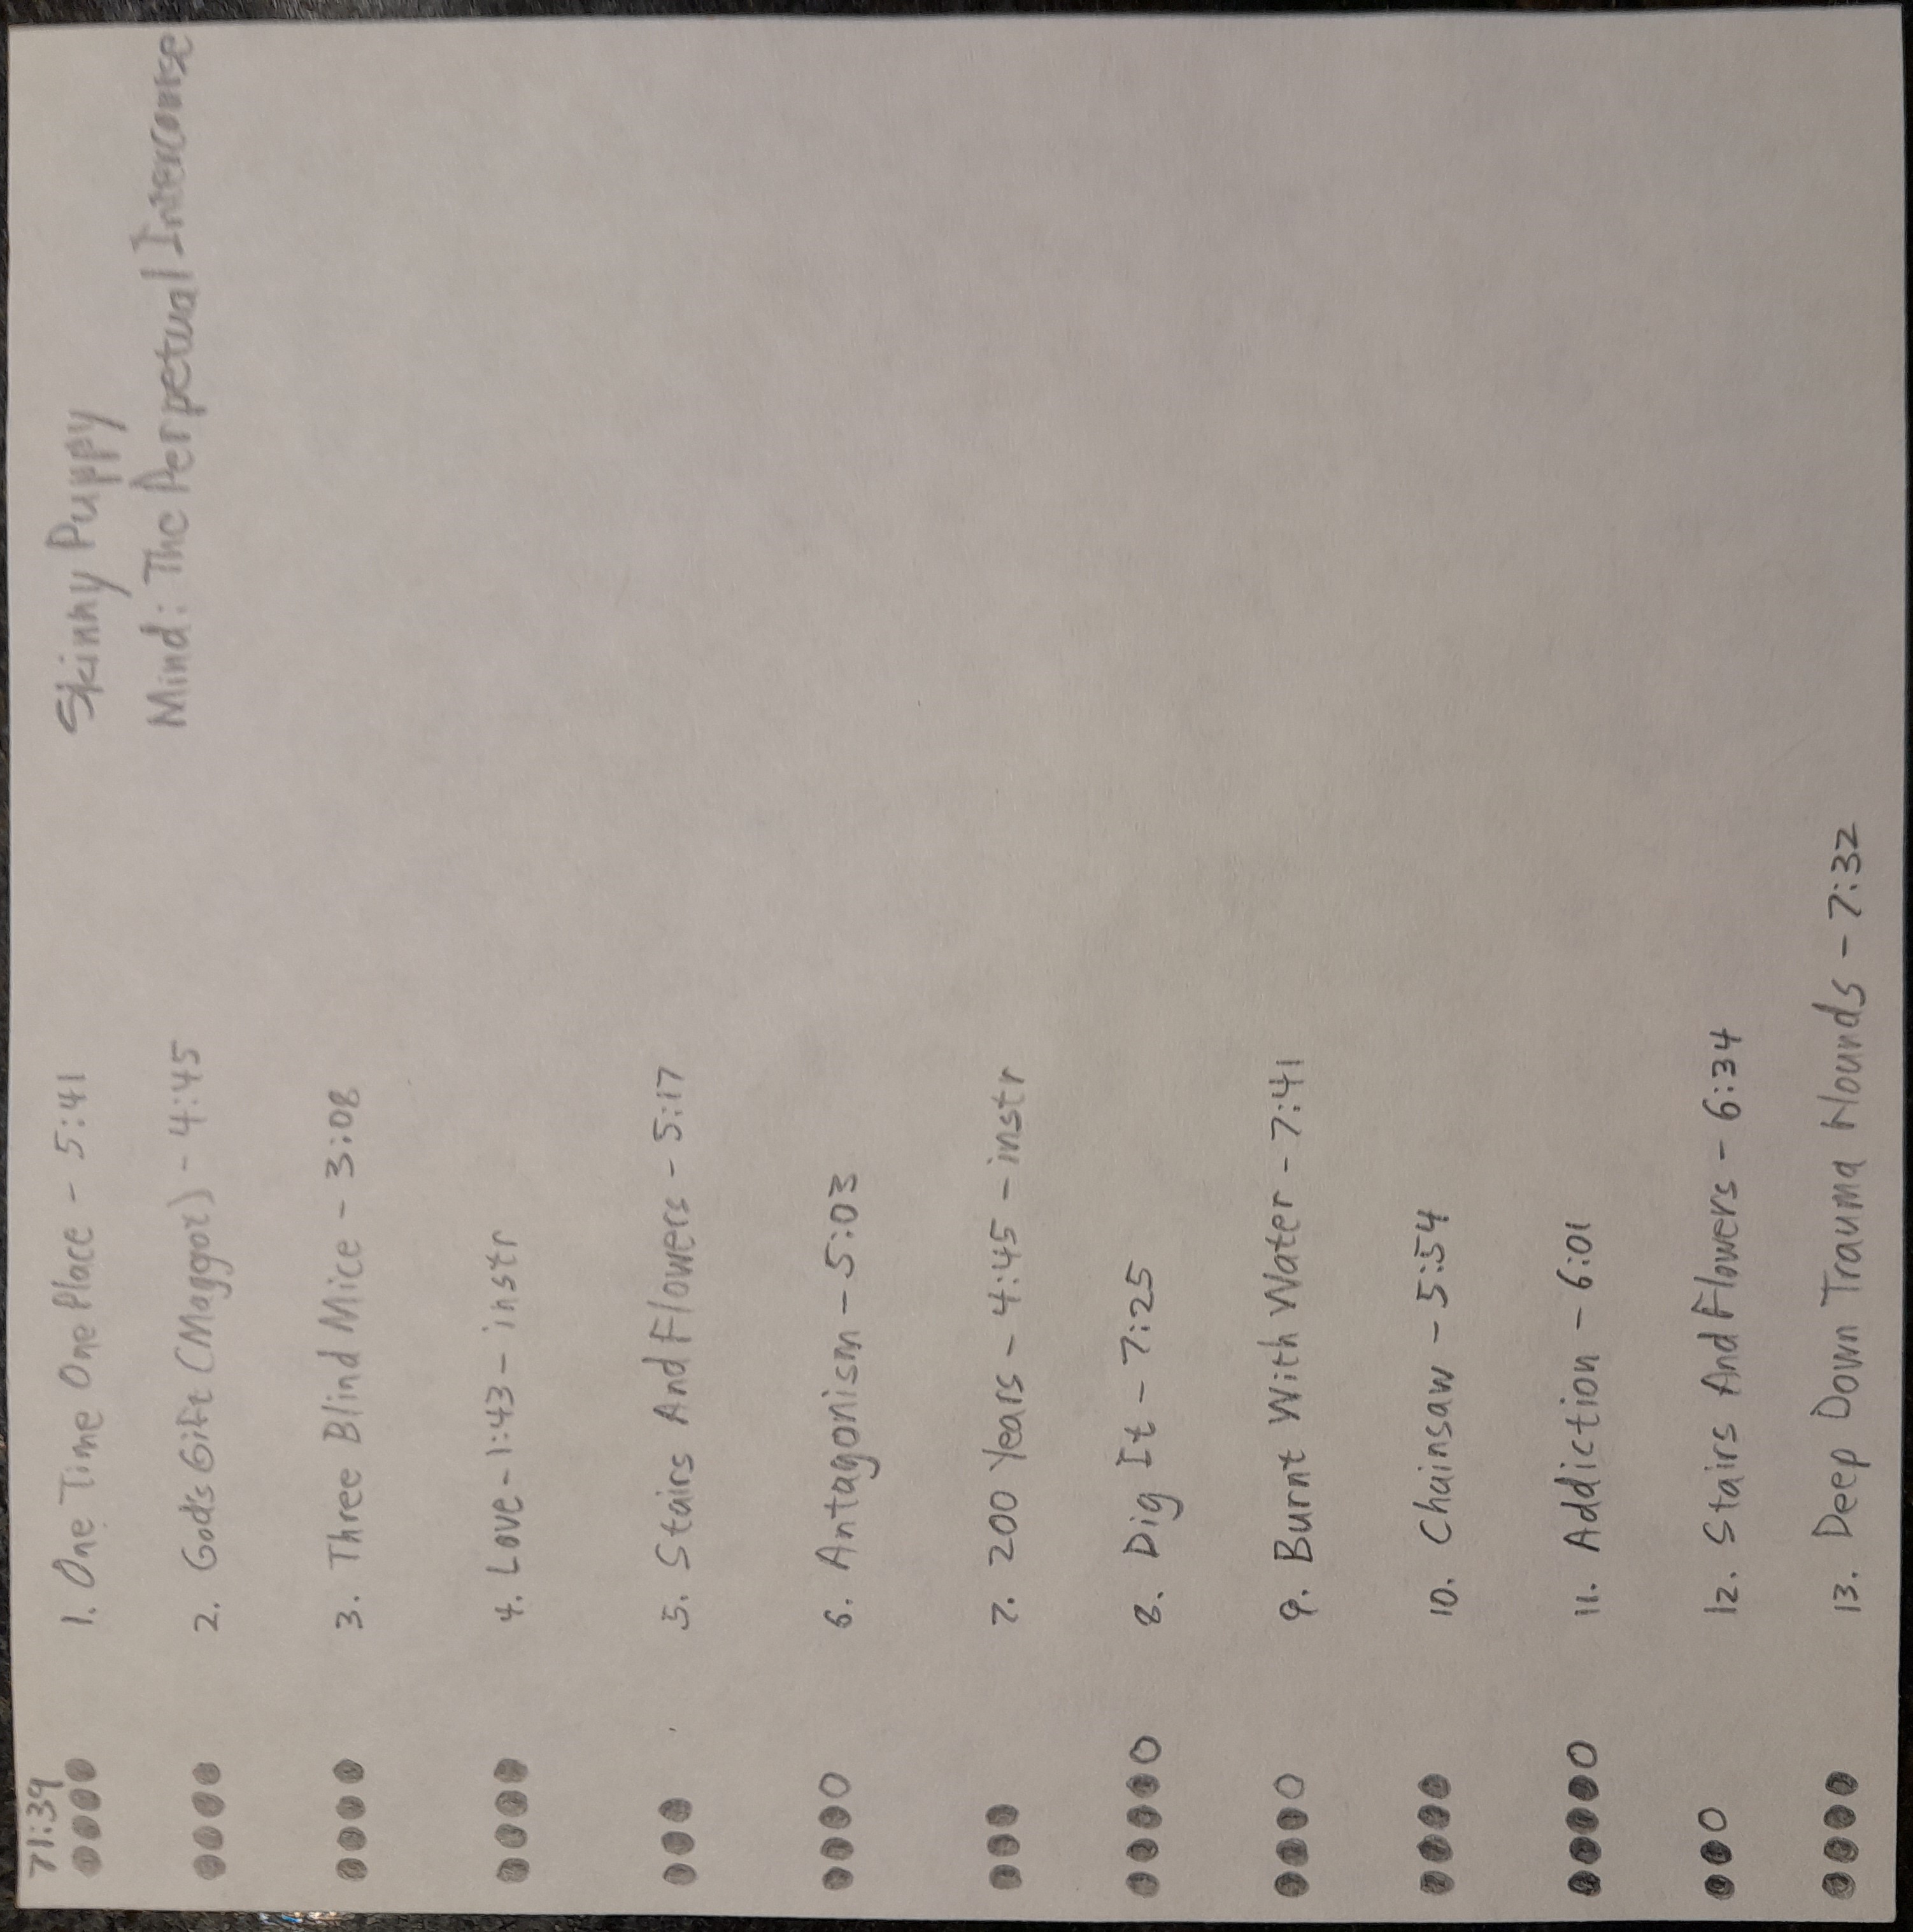 71:39
1. One Time One Place - 5:41
Skinny Puppy
Mind: The Perpetual Intercourse
2. God's Gift (Maggot) - 4:45
3. Three Blind Mice - 3:08
4. Love - 1:43 - instr
5. Stairs And Flowers - 5:17
6. Antagonism - 5:03
7. 200 Years - 4:45 - instr
8. Dig It - 7:25
9. Burnt With Water - 7:41
10. Chainsaw - 5:54
11. Addiction - 6:01
12. Stairs And Flowers - 6:34
13. Deep Down Trauma Hounds - 7:32